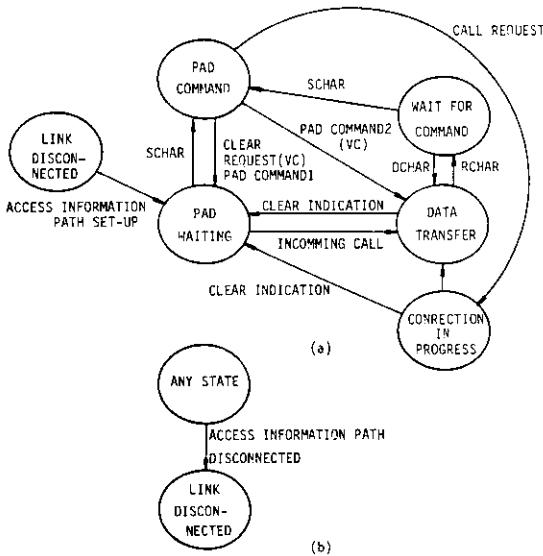 CALL REQUEST
PAD
COMMAND
SCHAR
WAIT FOR
COMMAND
LINK
DISCON-
NECTED
SCHAR
CLEAR
REQUEST(VC)
PAD COMMAND1
PAD COMMAND2
(VC)
DCHAR
RCHAR
ACCESS INFORMATION
PATH SET-UP
PAD
WAITING
CLEAR INDICATION
INCOMMING CALL
DATA
TRANSFER
CLEAR INDICATION
CONRECTION
IN
PROGRESS
(a)
ANY STATE
ACCESS INFORMATION PATH
DISCONNECTED
LINK
DISCON-
NECTED
(b)